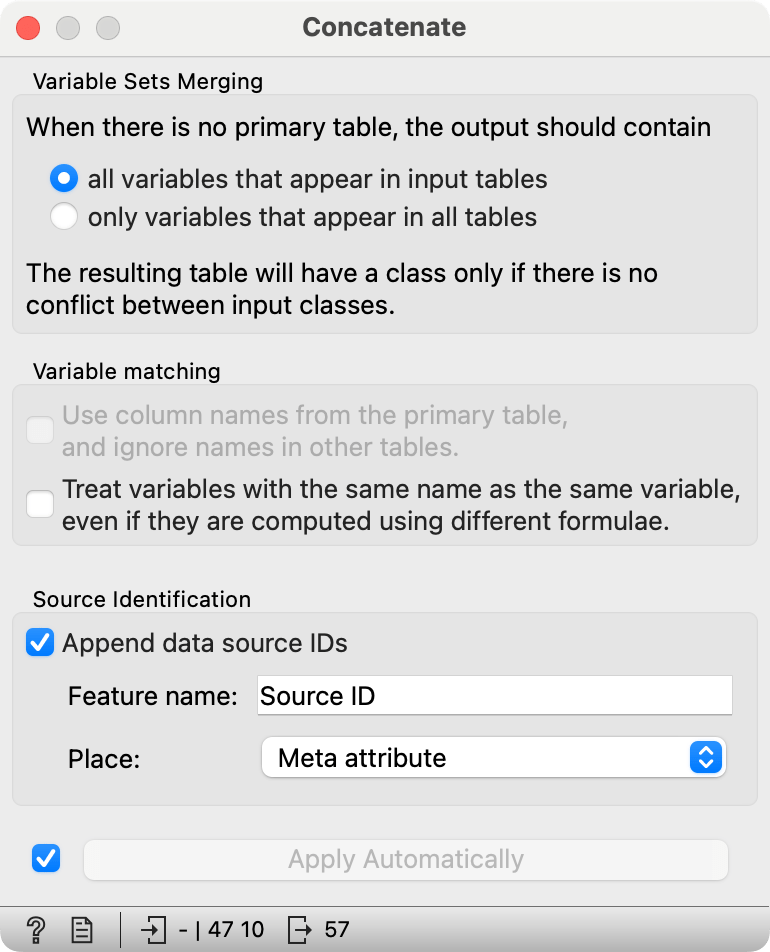 Concatenate
Variable Sets Merging
When there is no primary table, the output should contain
all variables that appear in input tables
only variables that appear in all tables
The resulting table will have a class only if there is no
conflict between input classes.
Variable matching
Use column names from the primary table,
and ignore names in other tables.
Treat variables with the same name as the same variable,
even if they are computed using different formulae.
Source Identification
Append data source IDs
Feature name: Source ID
Place: Meta attribute
Apply Automatically
? - | 47 10 57